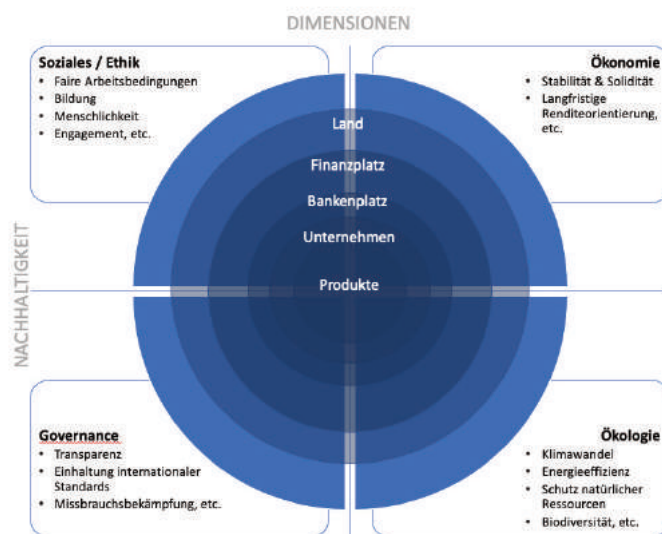 DIMENSIONEN
NACHHALTIGKEIT
Soziales / Ethik
• Faire Arbeitsbedingungen
• Bildung
• Menschlichkeit
• Engagement, etc.
Ökonomie
• Stabilität & Solidität
• Langfristige
Renditeorientierung,
etc.
Land
Finanzplatz
Bankenplatz
Unternehmen
Produkte
Governance
• Transparenz
• Einhaltung internationaler
Standards
• Missbrauchsbekämpfung, etc.
Ökologie
• Klimawandel
• Energieeffizienz
• Schutz natürlicher
Ressourcen
• Biodiversität, etc.